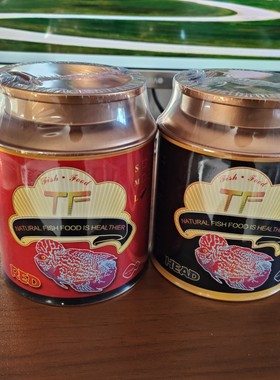 Fish • Food
TF
NATURAL FISH FOOD IS HEALTHIER
RED
S
M
L
Fish • Food
TF
NATURAL FISH FOOD IS HEALTHIER
HEAD